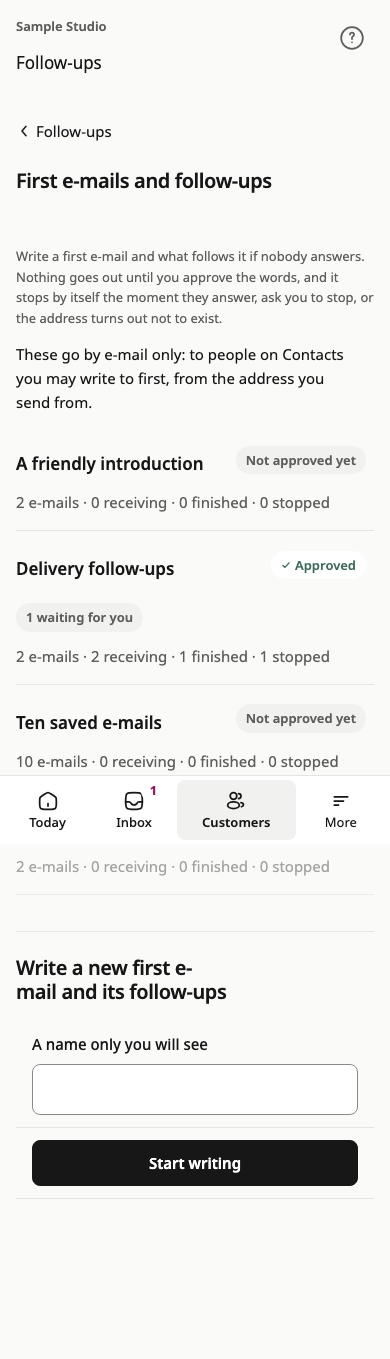 Sample Studio
Follow-ups
Follow-ups
First e-mails and follow-ups
Write a first e-mail and what follows it if nobody answers.
Nothing goes out until you approve the words, and it
stops by itself the moment they answer, ask you to stop, or
the address turns out not to exist.
These go by e-mail only: to people on Contacts
you may write to first, from the address you
send from.
A friendly introduction
Not approved yet
2 e-mails · 0 receiving · 0 finished · 0 stopped
Delivery follow-ups
Approved
1 waiting for you
2 e-mails · 2 receiving · 1 finished · 1 stopped
Ten saved e-mails
Not approved yet
10 e-mails · 0 receiving · 0 finished · 0 stopped
1
Today
Inbox
Customers
More
2 e-mails · 0 receiving · 0 finished · 0 stopped
Write a new first e-
mail and its follow-ups
A name only you will see
Start writing